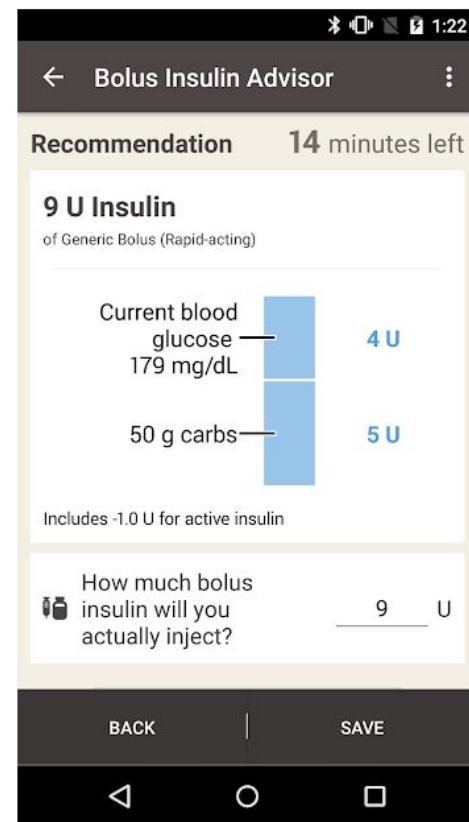 1:22
Bolus Insulin Advisor
Recommendation 14 minutes left
9 U Insulin
of Generic Bolus (Rapid-acting)
Current blood
glucose
179 mg/dL
4 U
50 g carbs
5 U
Includes -1.0 U for active insulin
How much bolus
insulin will you
actually inject?
9 U
BACK
SAVE